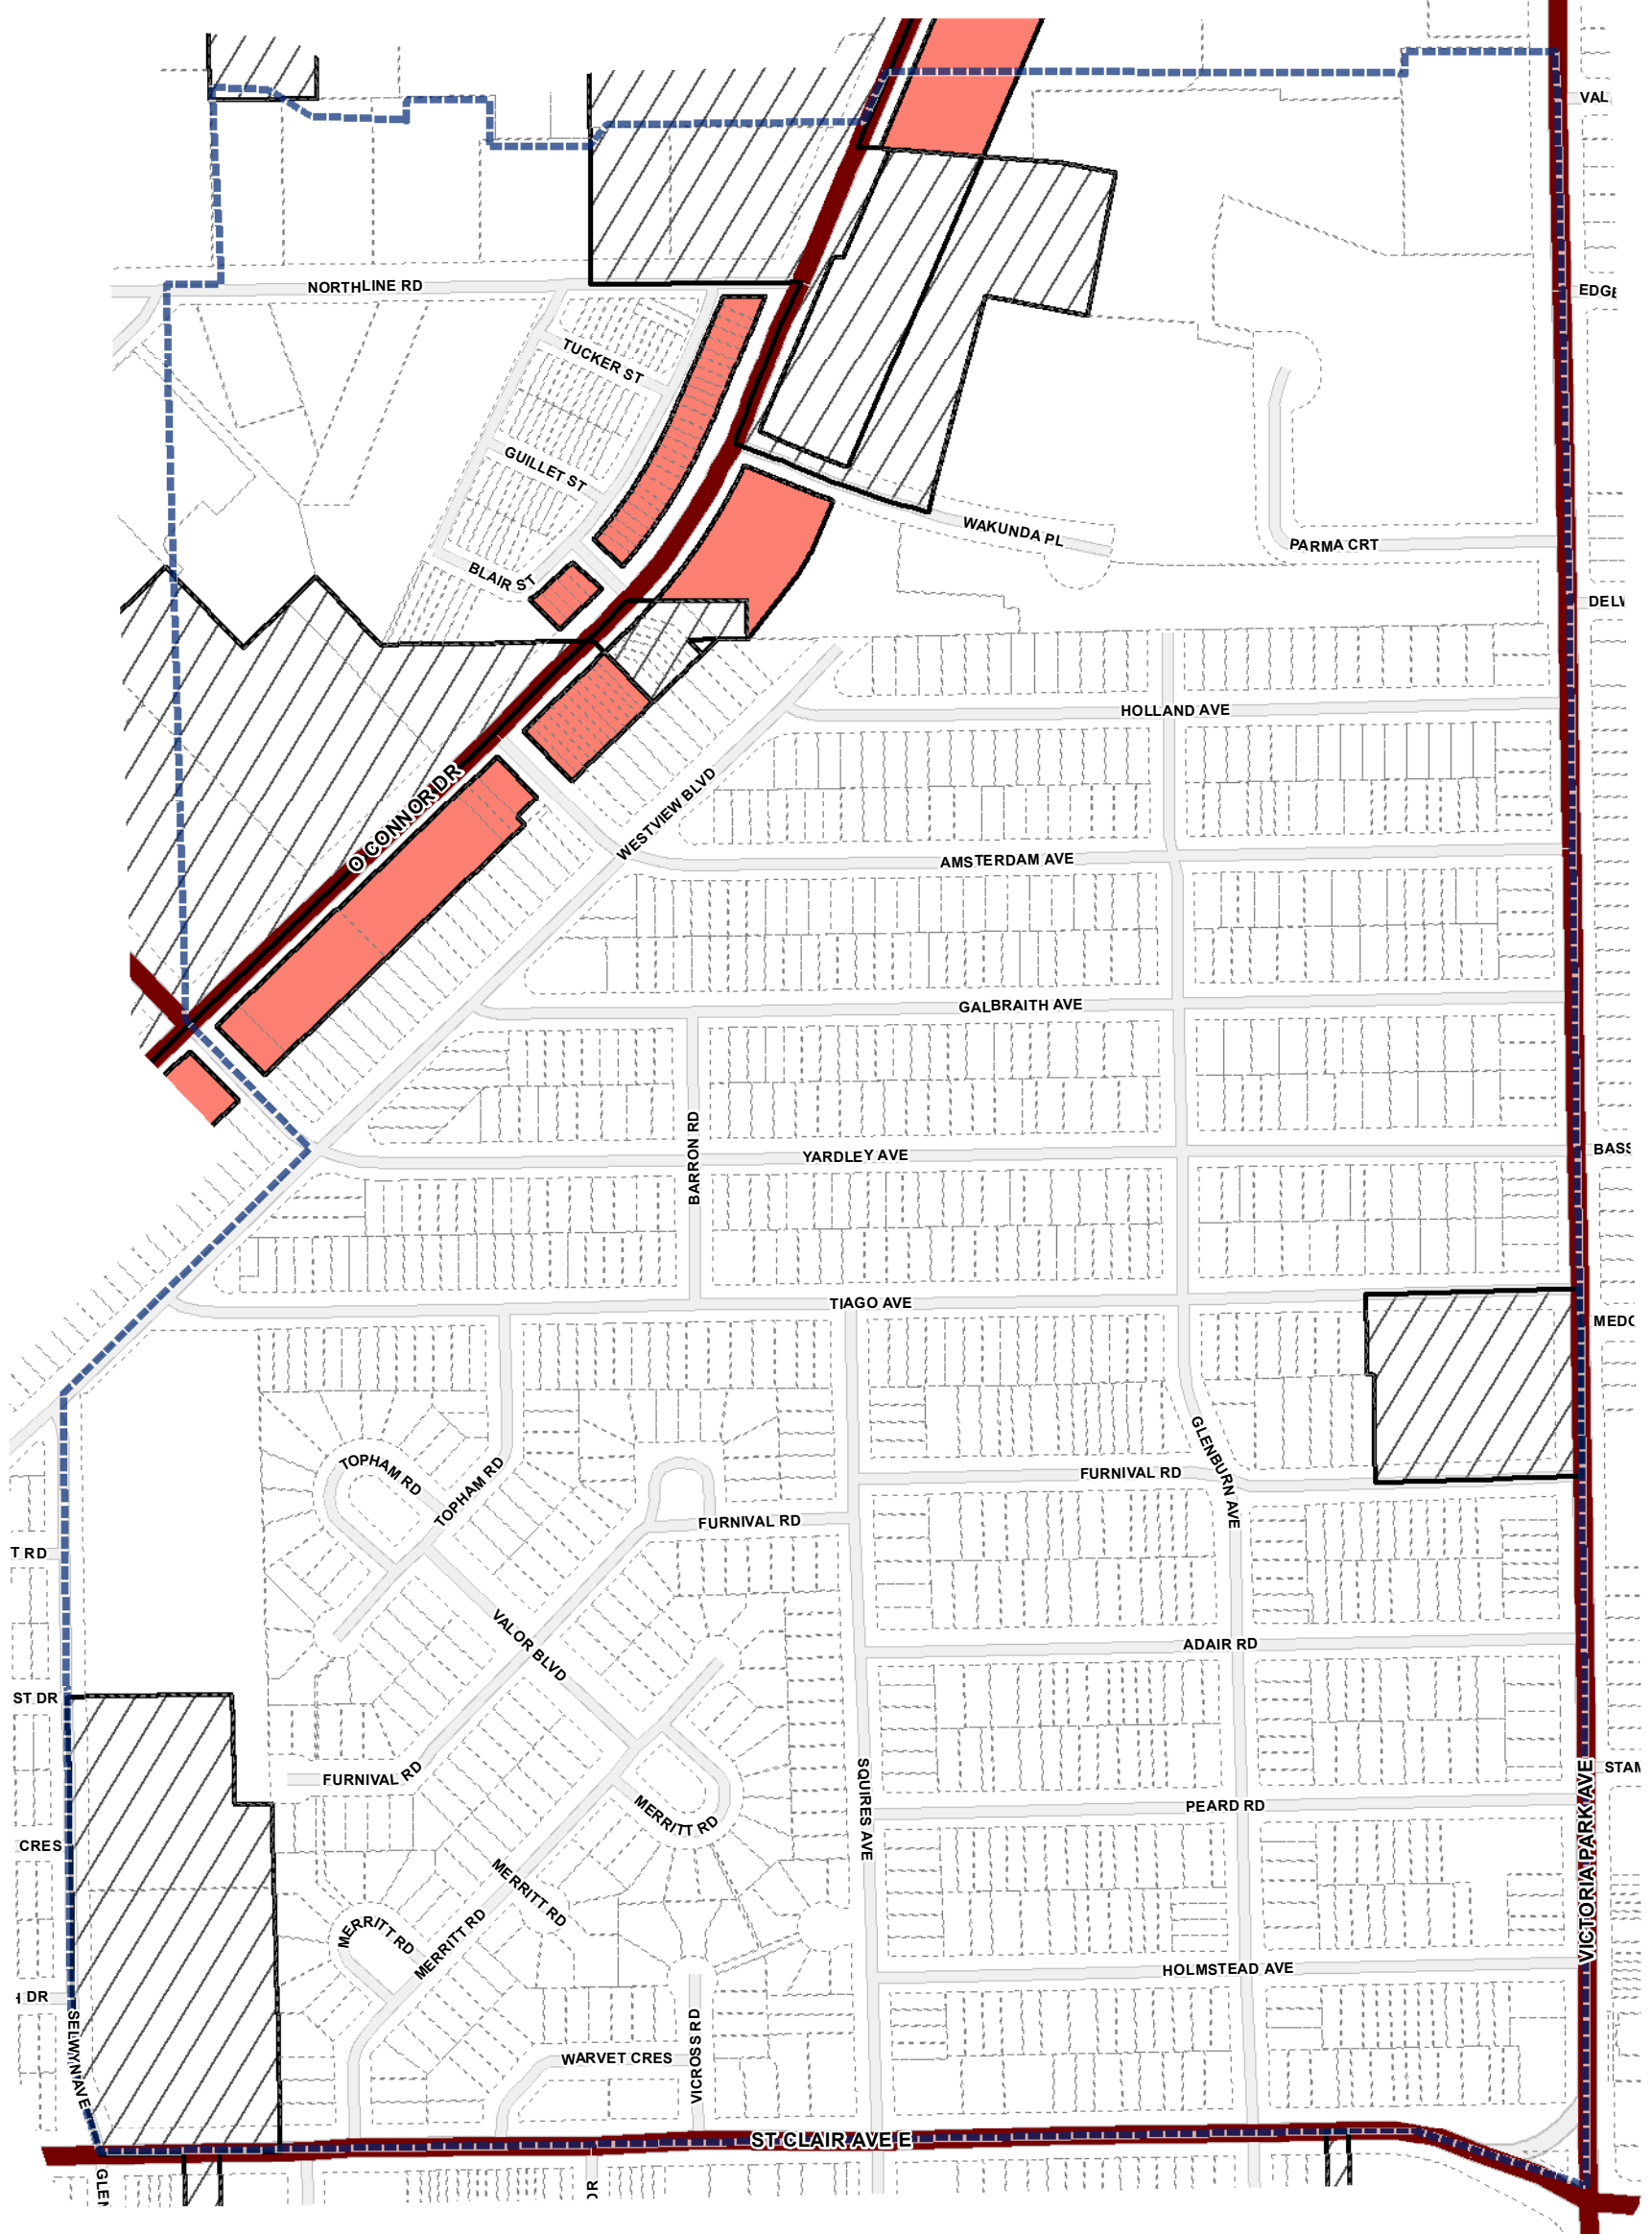 VAL
NORTHLINE RD
EDGE
TUCKER ST
GUILLET ST
WAKUNDA PL
PARMA CRT
BLAIR ST
DELV
HOLLAND AVE
O CONNOR DR
WESTVIEW BLVD
AMSTERDAM AVE
GALBRAITH AVE
BARRON RD
YARDLEY AVE
BASS
TIAGO AVE
MEDO
TOPHAM RD
TOPHAM RD
GLENBURN AVE
FURNIVAL RD
FURNIVAL RD
T RD
VALOR BLVD
ADAIR RD
ST DR
FURNIVAL RD
SQUIRES AVE
VICTORIA PARK AVE
STAM
MERRITT RD
PEARD RD
CRES
MERRITT RD
MERRITT RD
MERRITT RD
HOLMSTEAD AVE
DR
SELWYN AVE
WARVET CRES
VICROSS RD
ST CLAIR AVE E
GLEN
DR